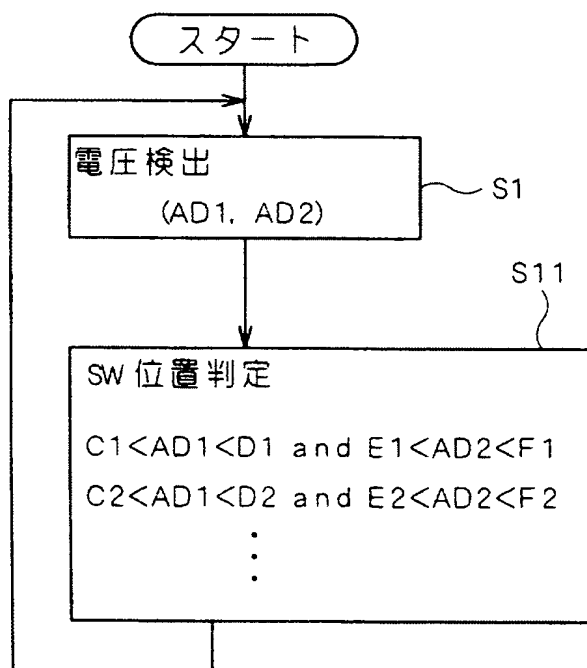 スタート
電圧検出
(AD1, AD2)
S1
S11
SW位置判定
C1<AD1<D1 and E1<AD2<F1
C2<AD1<D2 and E2<AD2<F2